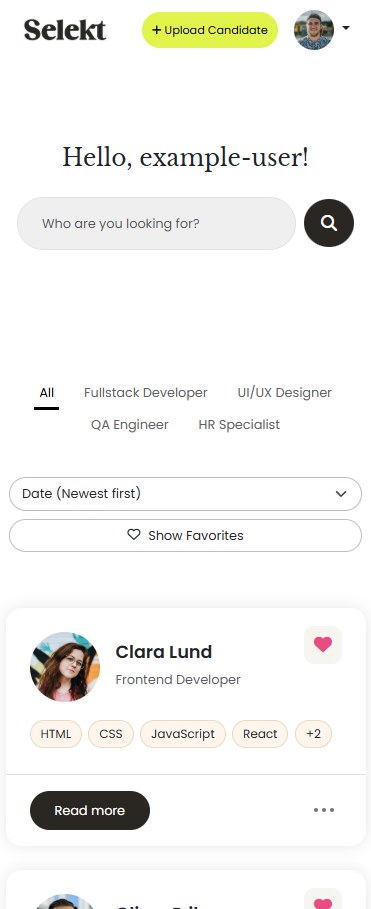 Selekt
+ Upload Candidate
Hello, example-user!
Who are you looking for?
All Fullstack Developer UI/UX Designer
QA Engineer HR Specialist
Date (Newest first)
Show Favorites
Clara Lund
Frontend Developer
HTML CSS JavaScript React +2
Read more